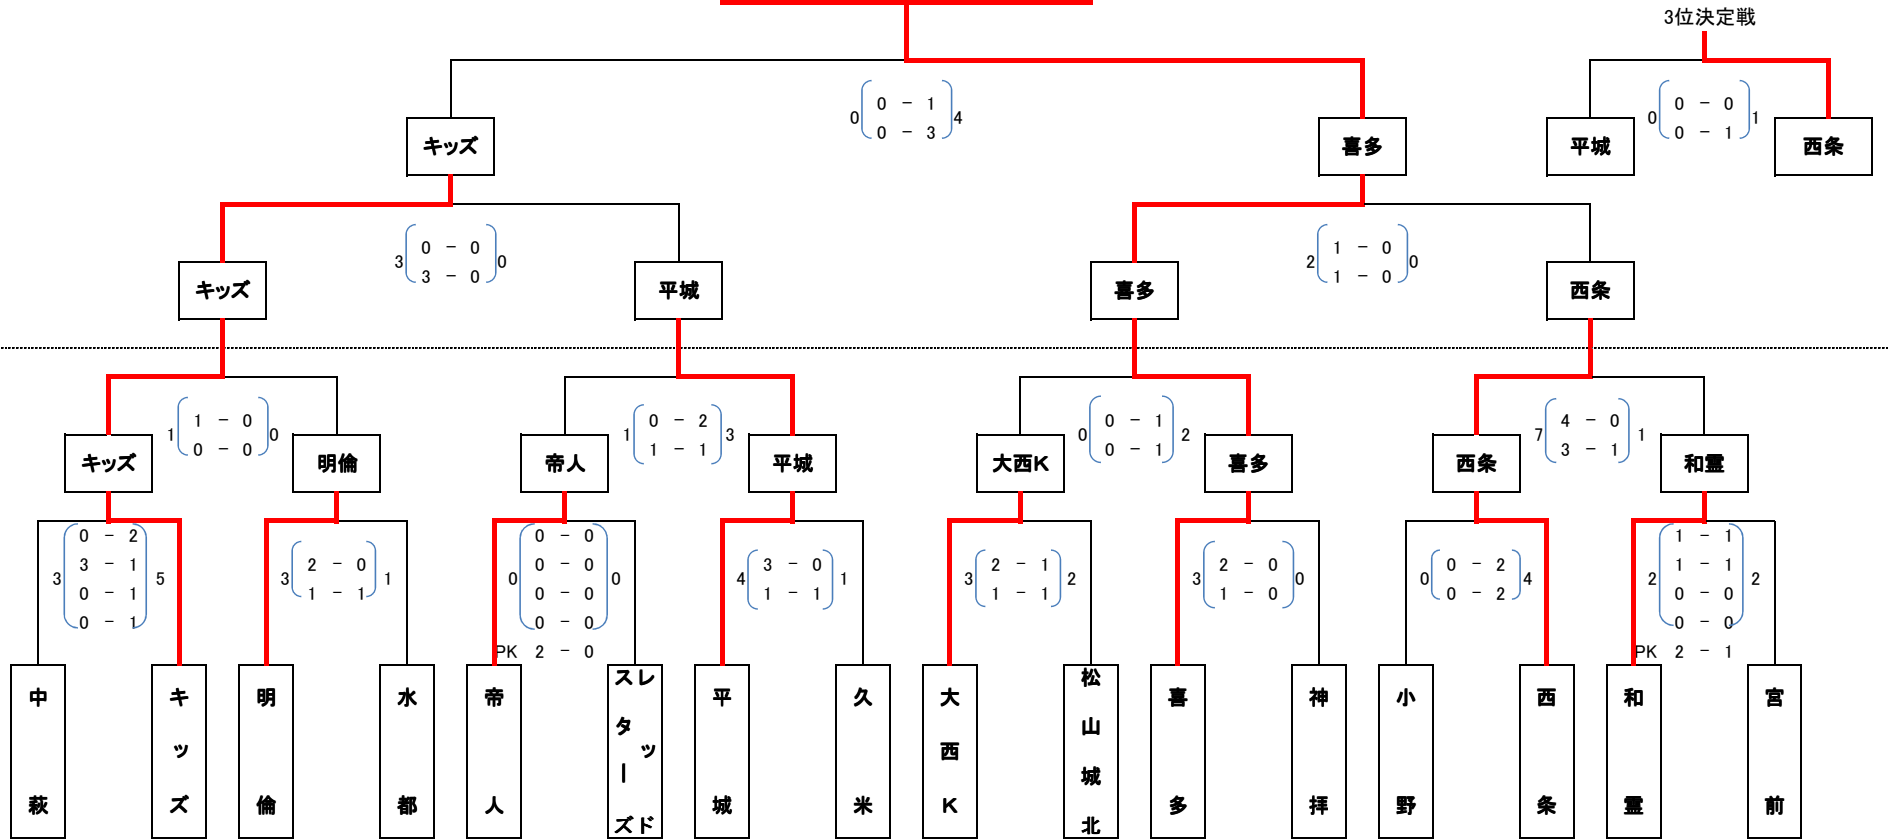 3位決定戦
0 0 - 1 4
0 - 3
0 0 - 0 1
0 - 1
キッズ 喜多 平城 西条
3 0 - 0 0
3 - 0
2 1 - 0 0
1 - 0
キッズ 平城 喜多 西条
1 1 - 0 0
0 - 0
1 0 - 2 3
1 - 1
0 0 - 1 2
0 - 1
7 4 - 0 1
3 - 1
キッズ 明倫 帝人 平城 大西K 喜多 西条 和霊
3 0 - 2 5
3 - 1
0 - 1
0 - 1
3 2 - 0 1
1 - 1
0 0 - 0 0
0 - 0
0 - 0
0 - 0
PK 2 - 0
4 3 - 0 1
1 - 1
3 2 - 1 2
1 - 1
3 2 - 0 0
1 - 0
0 0 - 2 4
0 - 2
2 1 - 1 2
1 - 1
0 - 0
0 - 0
PK 2 - 1
中萩
キッズ
明倫
水都
帝人
レッド
スターズ
平城
久米
大西K
松山城北
喜多
神拝
小野
西条
和霊
宮前